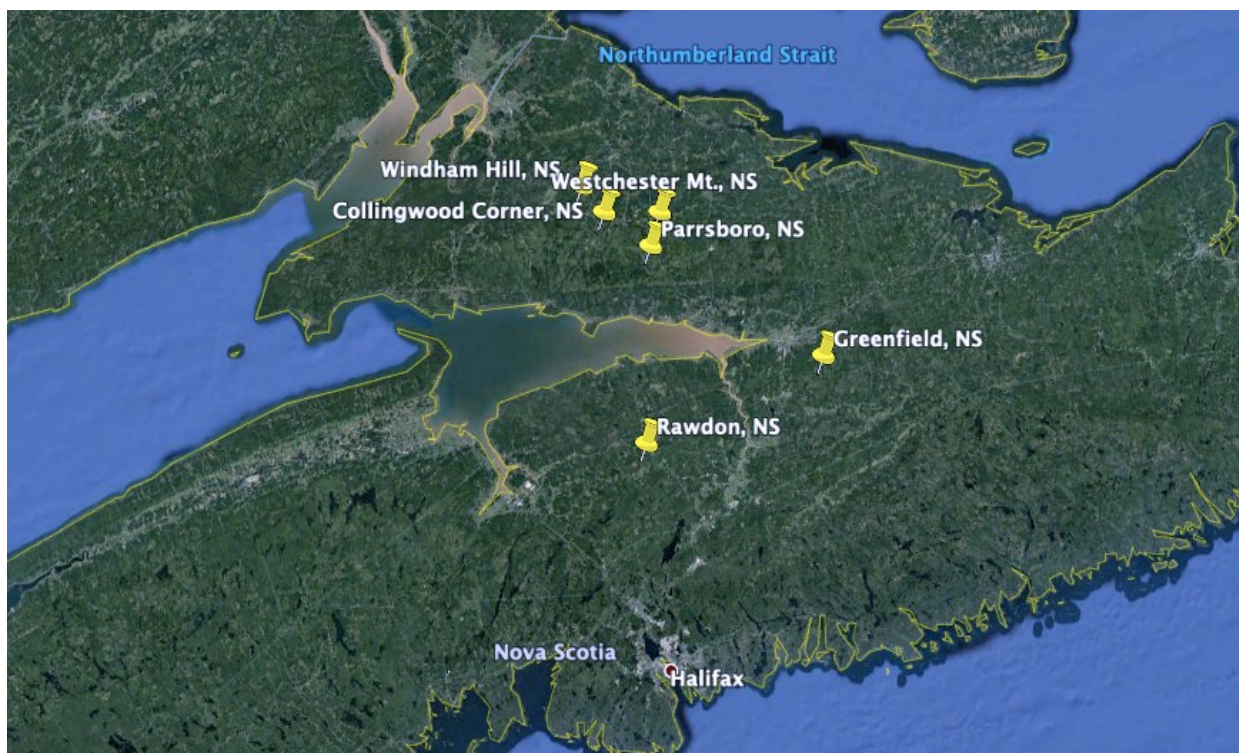 Northumberland Strait
Windham Hill, NS
Westchester Mt., NS
Collingwood Corner, NS
Parrsboro, NS
Greenfield, NS
Rawdon, NS
Nova Scotia
Halifax